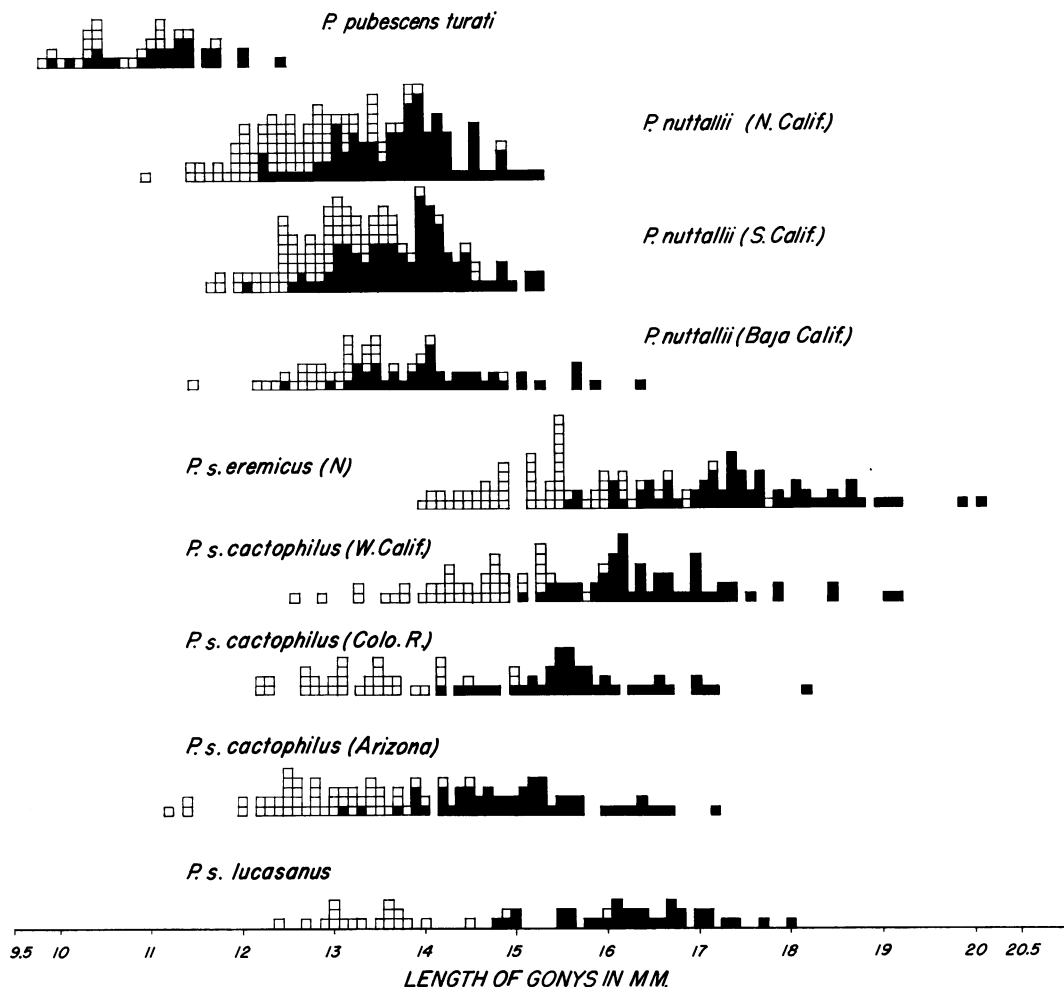 P. pubescens turati
P. nuttallii (N. Calif.)
P. nuttallii (S. Calif.)
P. nuttallii (Baja Calif.)
P. s. eremicus (N)
P. s. cactophilus (W. Calif.)
P. s. cactophilus (Colo. R.)
P. s. cactophilus (Arizona)
P. s. lucasanus
9.5 10 11 12 13 14 15 16 17 18 19 20 20.5
LENGTH OF GONYS IN MM.